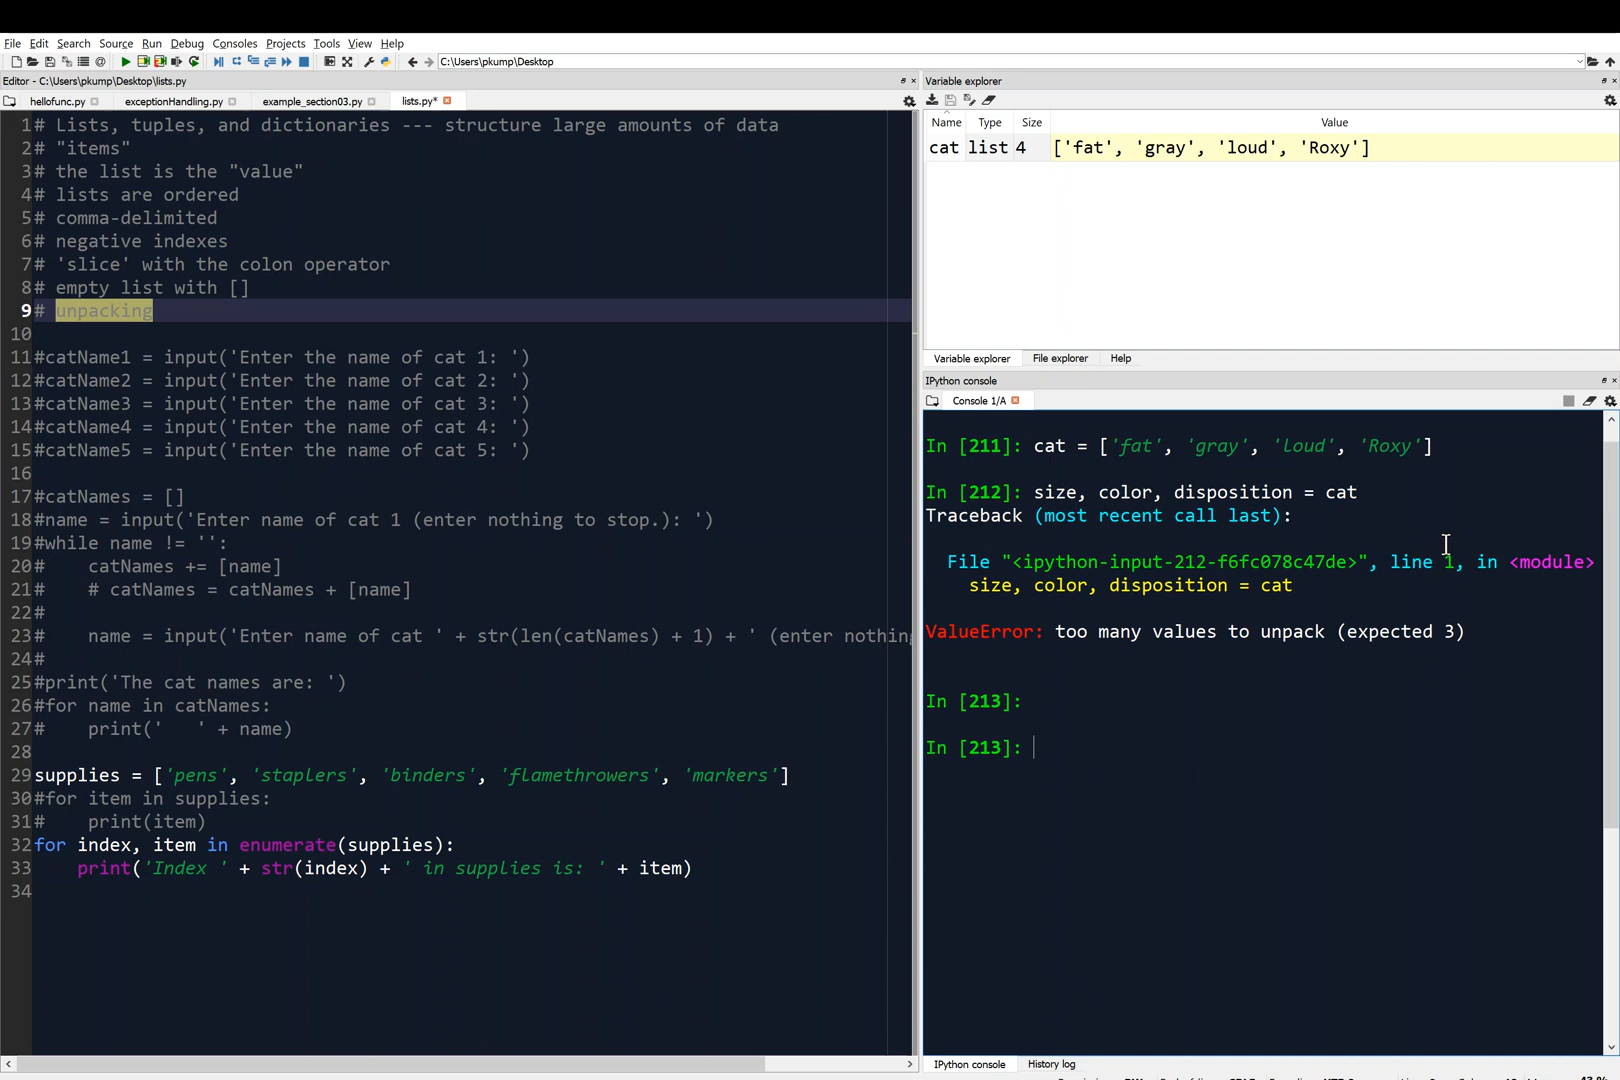 File Edit Search Source Run Debug Consoles Projects Tools View Help
C:\Users\pkump\Desktop
Editor - C:\Users\pkump\Desktop\lists.py
hellofunc.py exceptionHandling.py example_section03.py lists.py*
1# Lists, tuples, and dictionaries --- structure large amounts of data
2# "items"
3# the list is the "value"
4# lists are ordered
5# comma-delimited
6# negative indexes
7# 'slice' with the colon operator
8# empty list with []
9# unpacking
10
11#catName1 = input('Enter the name of cat 1: ')
12#catName2 = input('Enter the name of cat 2: ')
13#catName3 = input('Enter the name of cat 3: ')
14#catName4 = input('Enter the name of cat 4: ')
15#catName5 = input('Enter the name of cat 5: ')
16
17#catNames = []
18#name = input('Enter name of cat 1 (enter nothing to stop.): ')
19#while name != '':
20#    catNames += [name]
21#    # catNames = catNames + [name]
22#
23#    name = input('Enter name of cat ' + str(len(catNames) + 1) + ' (enter nothing
24#
25#print('The cat names are: ')
26#for name in catNames:
27#    print('   ' + name)
28
29supplies = ['pens', 'staplers', 'binders', 'flamethrowers', 'markers']
30#for item in supplies:
31#    print(item)
32for index, item in enumerate(supplies):
33    print('Index ' + str(index) + ' in supplies is: ' + item)
34
Variable explorer
Name Type Size Value
cat list 4 ['fat', 'gray', 'loud', 'Roxy']
Variable explorer File explorer Help
IPython console
Console 1/A
In [211]: cat = ['fat', 'gray', 'loud', 'Roxy']
In [212]: size, color, disposition = cat
Traceback (most recent call last):
File "<ipython-input-212-f6fc078c47de>", line 1, in <module>
size, color, disposition = cat
ValueError: too many values to unpack (expected 3)
In [213]:
In [213]:
IPython console History log